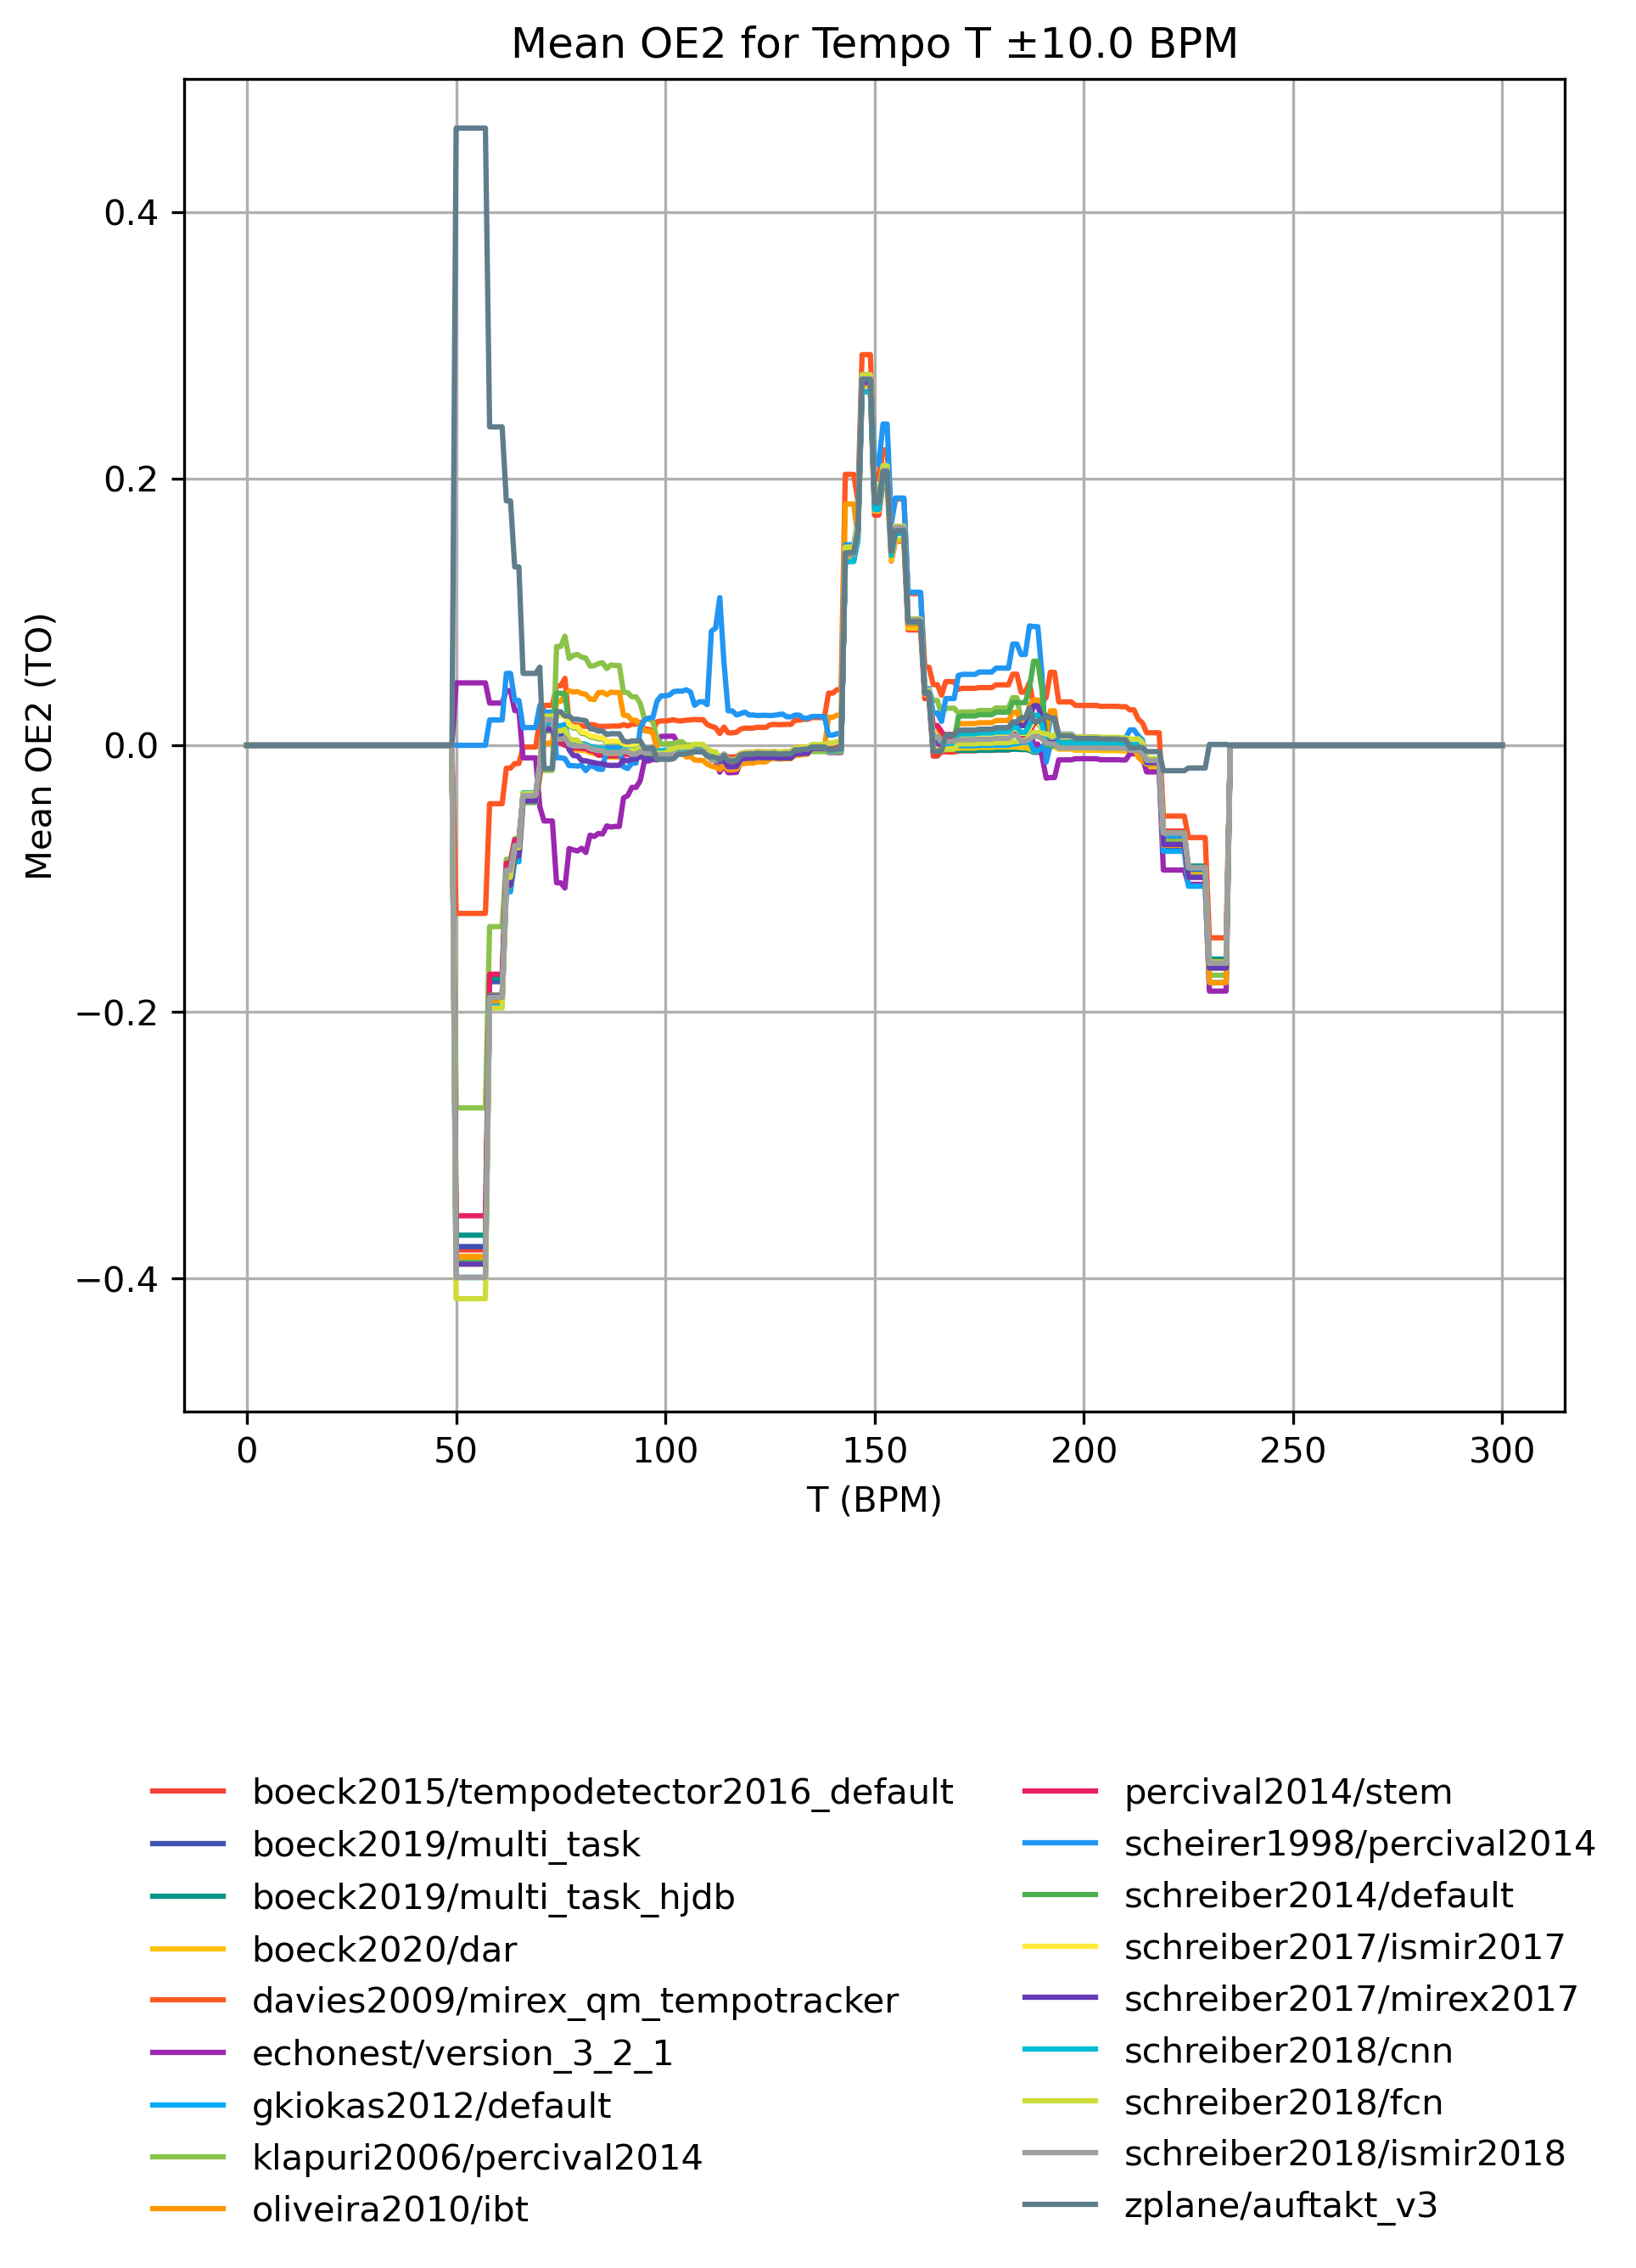 Mean OE2 for Tempo T ±10.0 BPM
Mean OE2 (TO)
0.4
0.2
0.0
−0.2
−0.4
0 50 100 150 200 250 300
T (BPM)
boeck2015/tempodetector2016_default
boeck2019/multi_task
boeck2019/multi_task_hjdb
boeck2020/dar
davies2009/mirex_qm_tempotracker
echonest/version_3_2_1
gkiokas2012/default
klapuri2006/percival2014
oliveira2010/ibt
percival2014/stem
scheirer1998/percival2014
schreiber2014/default
schreiber2017/ismir2017
schreiber2017/mirex2017
schreiber2018/cnn
schreiber2018/fcn
schreiber2018/ismir2018
zplane/auftakt_v3